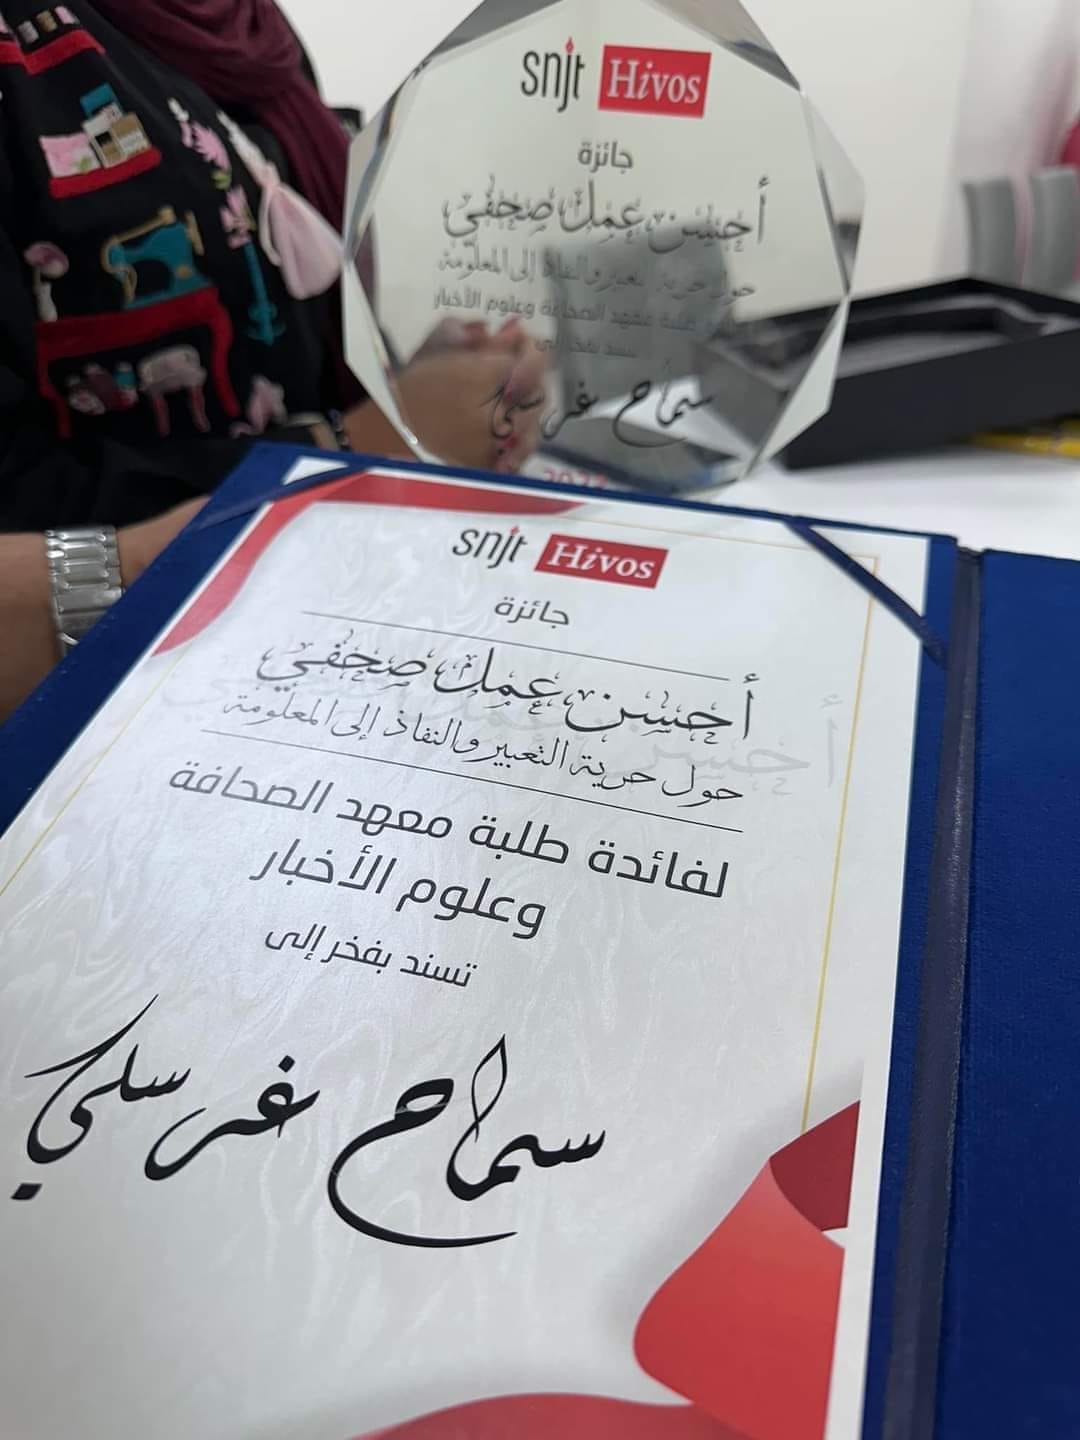 snjt Hivos
جائزة
أحسن عمل صحفي
حول حرية التعبير والنفاذ إلى المعلومة
طلبة معهد الصحافة وعلوم الأخبار
تسند بفخر إلى
سماح غرسلي
snjt Hivos
جائزة
أحسن عمل صحفي
حول حرية التعبير والنفاذ إلى المعلومة
لفائدة طلبة معهد الصحافة
وعلوم الأخبار
تسند بفخر إلى
سماح غرسلي